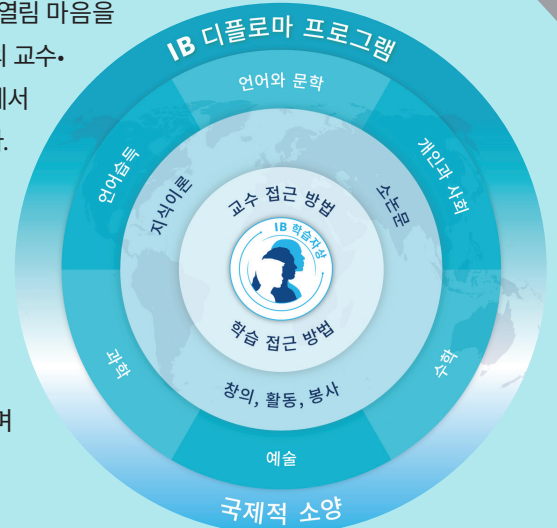 열림 마음을
교수•
서
며
IB 디플로마 프로그램
언어와 문학
언어습득
개인과 사회
지식이론
소논문
교수 접근 방법
IB 학습자상
학습 접근 방법
과학
수학
창의, 활동, 봉사
예술
국제적 소양